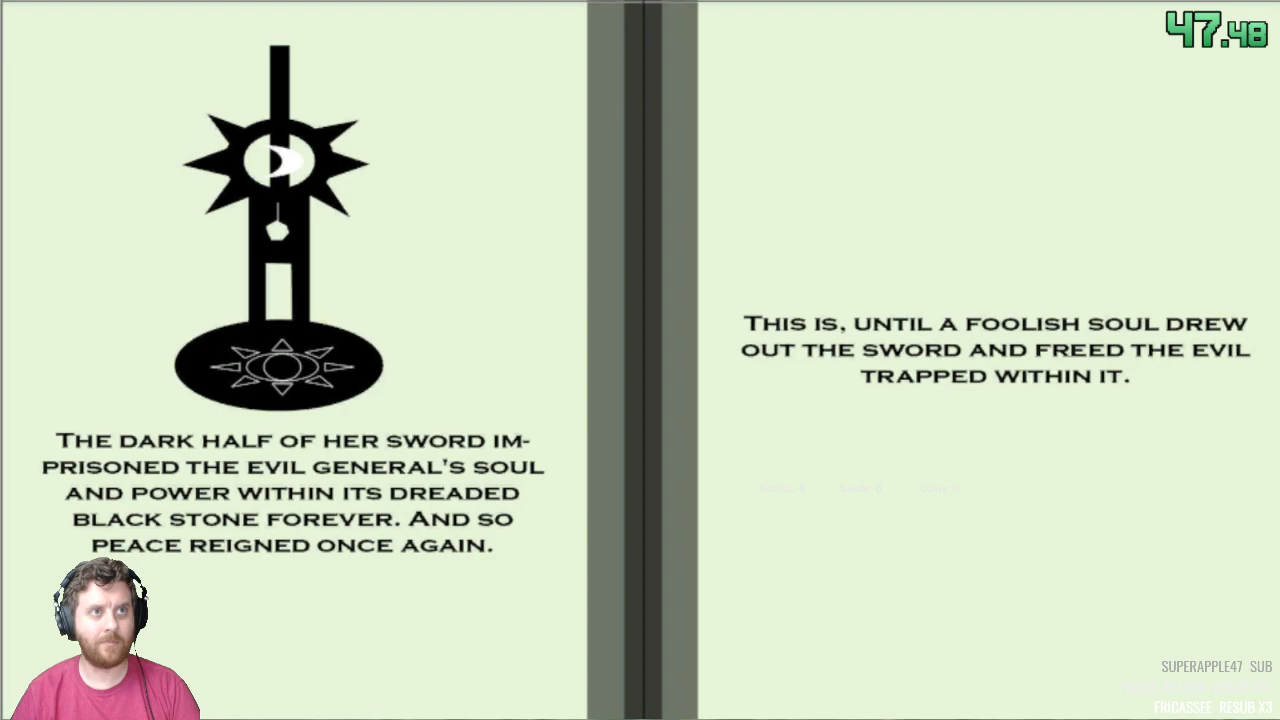 47.48
THE DARK HALF OF HER SWORD IM-
PRISONED THE EVIL GENERAL'S SOUL
AND POWER WITHIN ITS DREADED
BLACK STONE FOREVER. AND SO
PEACE REIGNED ONCE AGAIN.
THIS IS, UNTIL A FOOLISH SOUL DREW
OUT THE SWORD AND FREED THE EVIL
TRAPPED WITHIN IT.
SUPERAPPLE47 SUB
FRICASSEE RESUB X3